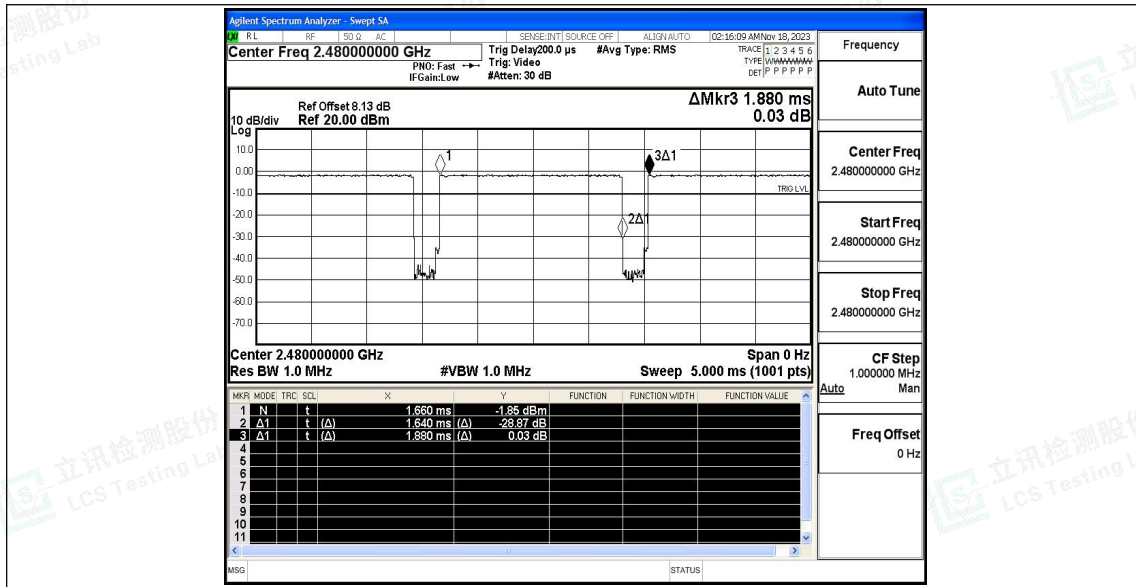 Agilent Spectrum Analyzer - Swept SA
LXI RL RF 50 Ω AC SENSE:INT SOURCE OFF ALIGNAUTO 02:16:09 AM Nov 18, 2023
Center Freq 2.480000000 GHz
PNO: Fast
IFGain:Low
Trig Delay200.0 µs
Trig: Video
#Atten: 30 dB
#Avg Type: RMS
TRACE 1 2 3 4 5 6
TYPE WWWWWWW
DET P P P P P P
ΔMkr3 1.880 ms
0.03 dB
Ref Offset 8.13 dB
10 dB/div Ref 20.00 dBm
Log
10.0
0.00
-10.0
-20.0
-30.0
-40.0
-50.0
-60.0
-70.0
1
3Δ1
TRIG LVL
2Δ1
Center 2.480000000 GHz Span 0 Hz
Res BW 1.0 MHz #VBW 1.0 MHz Sweep 5.000 ms (1001 pts)
MKR MODE TRC SCL X Y FUNCTION FUNCTION WIDTH FUNCTION VALUE
1 N t 1.660 ms -1.85 dBm
2 Δ1 t (Δ) 1.640 ms (Δ) -28.87 dB
3 Δ1 t (Δ) 1.880 ms (Δ) 0.03 dB
4
5
6
7
8
9
10
11
MSG STATUS
Frequency
Auto Tune
Center Freq
2.480000000 GHz
Start Freq
2.480000000 GHz
Stop Freq
2.480000000 GHz
CF Step
1.000000 MHz
Auto Man
Freq Offset
0 Hz
立讯检测股份
LCS Testing Lab
立讯检测股份
LCS Testing L